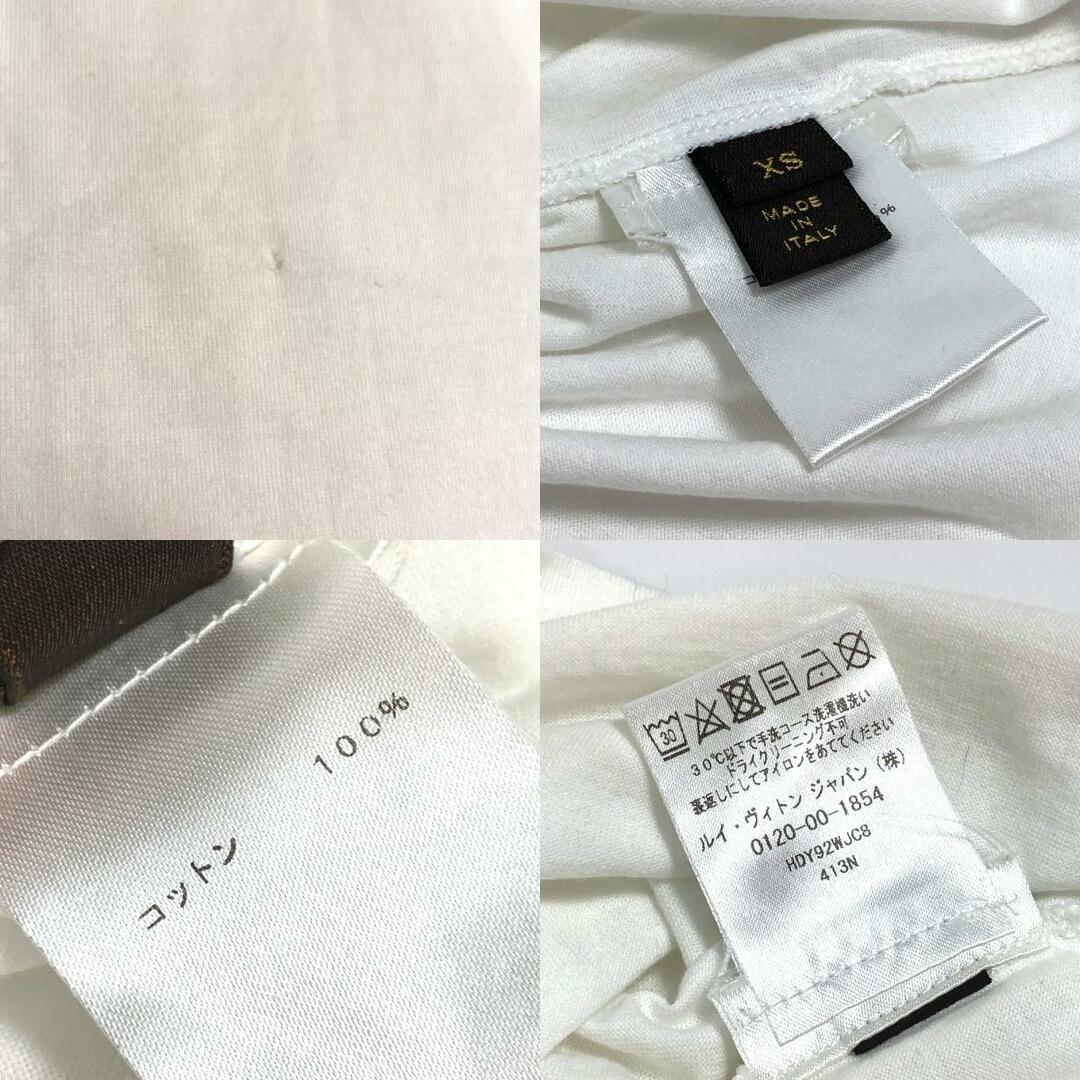 XS
MADE
IN
ITALY
%
コ
100%
コットン
30
30℃以下で手洗コース洗濯機洗い
ドライクリーニング不可
裏返しにしてアイロンをあててください
ルイ・ヴィトン ジャパン (株)
0120-00-1854
HDY92WJC8
413N